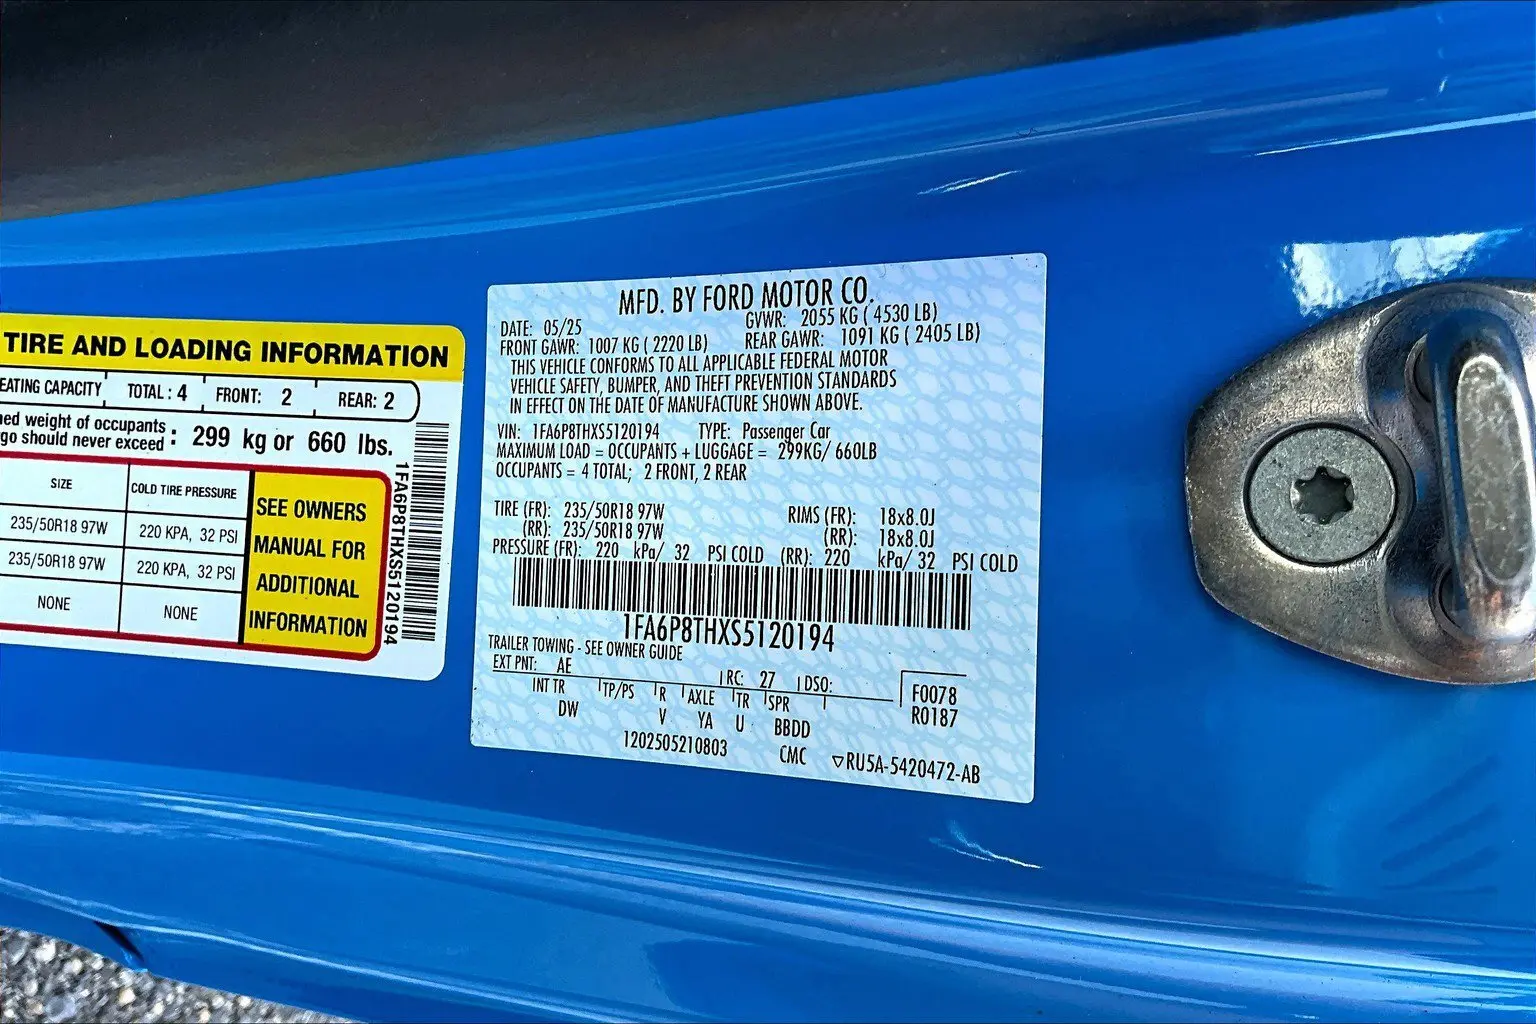 TIRE AND LOADING INFORMATION
EATING CAPACITY TOTAL: 4 FRONT: 2 REAR: 2
ned weight of occupants
go should never exceed : 299 kg or 660 lbs.
SIZE COLD TIRE PRESSURE
235/50R18 97W 220 KPA, 32 PSI
235/50R18 97W 220 KPA, 32 PSI
NONE NONE
SEE OWNERS
MANUAL FOR
ADDITIONAL
INFORMATION
1FA6P8THXS5120194
MFD. BY FORD MOTOR CO.
DATE: 05/25 GVWR: 2055 KG ( 4530 LB)
FRONT GAWR: 1007 KG ( 2220 LB) REAR GAWR: 1091 KG ( 2405 LB)
THIS VEHICLE CONFORMS TO ALL APPLICABLE FEDERAL MOTOR
VEHICLE SAFETY, BUMPER, AND THEFT PREVENTION STANDARDS
IN EFFECT ON THE DATE OF MANUFACTURE SHOWN ABOVE.
VIN: 1FA6P8THXS5120194 TYPE: Passenger Car
MAXIMUM LOAD = OCCUPANTS + LUGGAGE = 299KG/ 660LB
OCCUPANTS = 4 TOTAL; 2 FRONT, 2 REAR
TIRE (FR): 235/50R18 97W RIMS (FR): 18x8.0J
(RR): 235/50R18 97W (RR): 18x8.0J
PRESSURE (FR): 220 kPa/ 32 PSI COLD (RR): 220 kPa/ 32 PSI COLD
1FA6P8THXS5120194
TRAILER TOWING - SEE OWNER GUIDE
EXT PNT: AE RC: 27 DSO: F0078
INT TR TP/PS R AXLE TR SPR R0187
DW V YA U BBDD
1202505210803 CMC ▽RU5A-5420472-AB